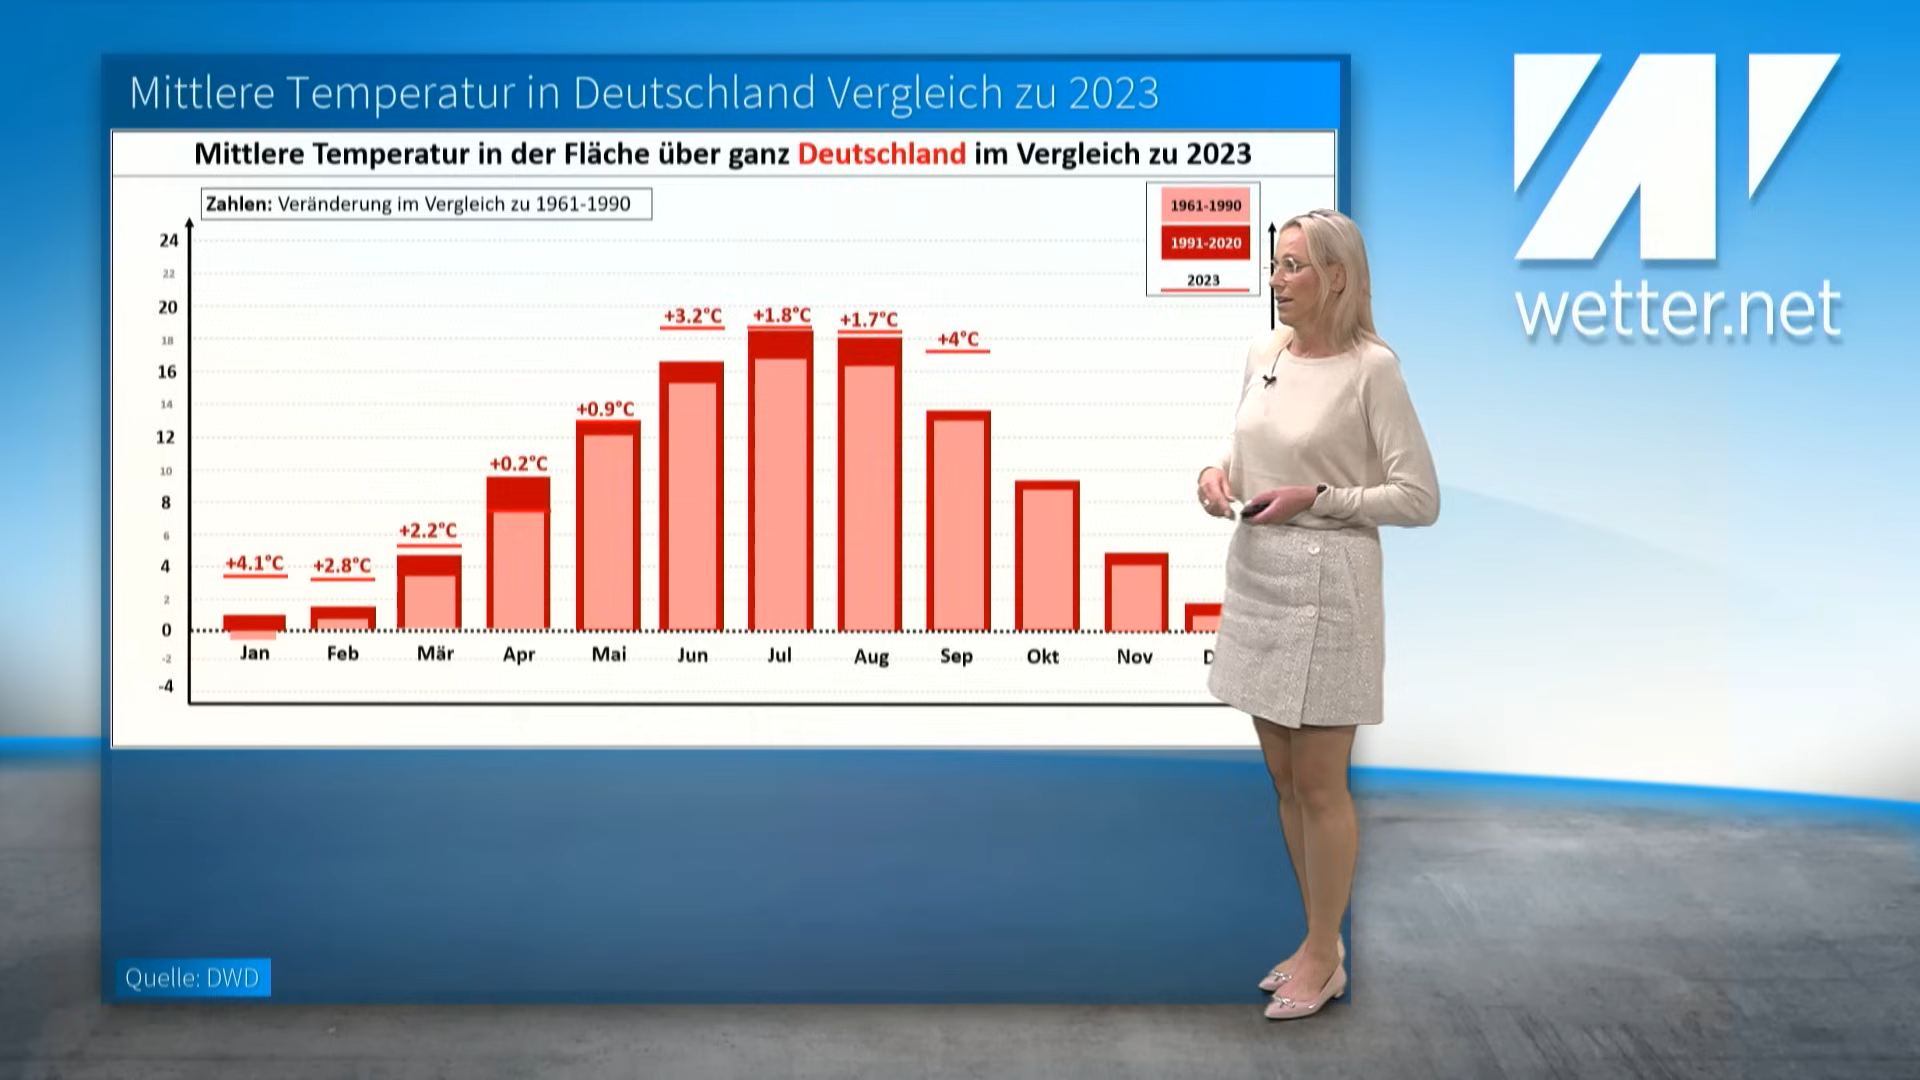 Mittlere Temperatur in Deutschland Vergleich zu 2023
Mittlere Temperatur in der Fläche über ganz Deutschland im Vergleich zu 2023
Zahlen: Veränderung im Vergleich zu 1961-1990
1961-1990
1991-2020
2023
wetter.net
24
22
20
18
16
14
12
10
8
6
4
2
0
-2
-4
+4.1°C
+2.8°C
+2.2°C
+0.2°C
+0.9°C
+3.2°C
+1.8°C
+1.7°C
+4°C
Jan Feb Mär Apr Mai Jun Jul Aug Sep Okt Nov D
Quelle: DWD